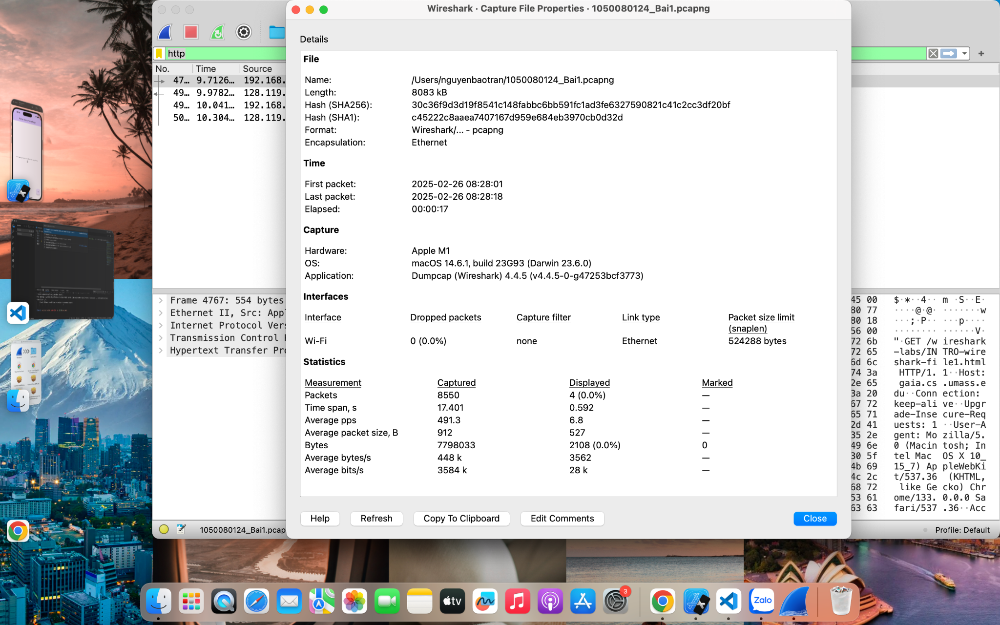 Wireshark · Capture File Properties · 1050080124_Bai1.pcapng
Details
http
No.
Time
Source
47... 9.7126... 192.168.
49... 9.9782... 128.119.
49... 10.041... 192.168.
50... 10.304... 128.119.
Frame 4767: 554 bytes
Ethernet II, Src: Appl
Internet Protocol Vers
Transmission Control P
Hypertext Transfer Pro
1050080124_Bai1.pcap
File
Name: /Users/nguyenbaotran/1050080124_Bai1.pcapng
Length: 8083 kB
Hash (SHA256): 30c36f9d3d19f8541c148fabbc6bb591fc1ad3fe6327590821c41c2cc3df20bf
Hash (SHA1): c45222c8aaea7407167d959e684eb3970cb0d32d
Format: Wireshark/... - pcapng
Encapsulation: Ethernet
Time
First packet: 2025-02-26 08:28:01
Last packet: 2025-02-26 08:28:18
Elapsed: 00:00:17
Capture
Hardware: Apple M1
OS: macOS 14.6.1, build 23G93 (Darwin 23.6.0)
Application: Dumpcap (Wireshark) 4.4.5 (v4.4.5-0-g47253bcf3773)
Interfaces
Interface Dropped packets Capture filter Link type Packet size limit
(snaplen)
Wi-Fi 0 (0.0%) none Ethernet 524288 bytes
Statistics
Measurement Captured Displayed Marked
Packets 8550 4 (0.0%) —
Time span, s 17.401 0.592 —
Average pps 491.3 6.8 —
Average packet size, B 912 527 —
Bytes 7798033 2108 (0.0%) 0
Average bytes/s 448 k 3562 —
Average bits/s 3584 k 28 k —
Help
Refresh
Copy To Clipboard
Edit Comments
Close
45 00 $·*··4·· m ·S··E·
80 77 ····@·@· ·······w
80 18 ···;·P·· ···p····
56 00 ········ ······V·
72 6b "·GET /w ireshark
72 65 -labs/IN TRO-wire
6d 6c shark-fi le1.html
74 3a HTTP/1. 1··Host:
2e 65 gaia.cs .umass.e
3a 20 du··Conn ection:
67 72 keep-ali ve··Upgr
65 71 ade-Inse cure-Req
2d 41 uests: 1 ··User-A
35 2e gent: Mo zilla/5.
49 6e 0 (Macin tosh; In
30 5f tel Mac OS X 10_
4b 69 15_7) Ap pleWebKi
4c 2c t/537.36 (KHTML,
68 72 like Ge cko) Chr
53 61 ome/133. 0.0.0 Sa
63 63 fari/537 .36··Acc
Profile: Default
tv
3
Zalo